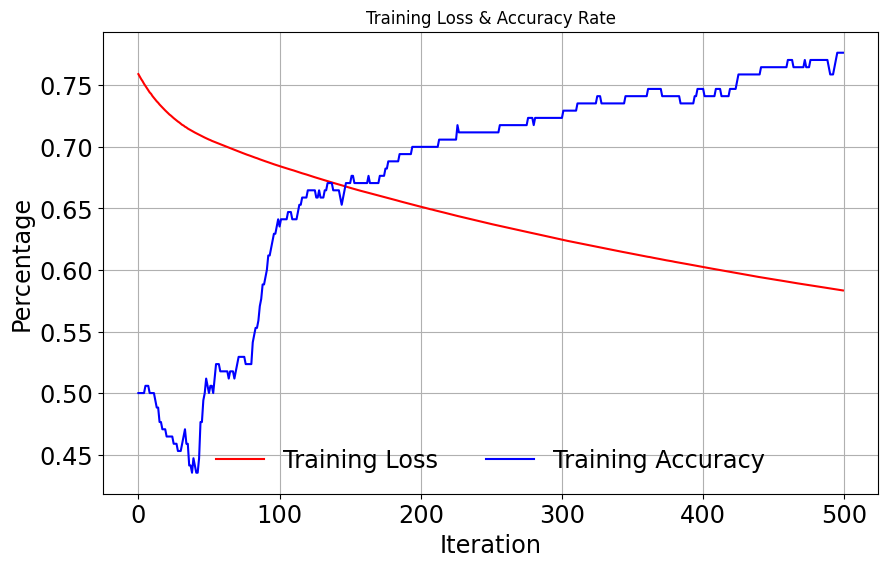 Training Loss & Accuracy Rate
Percentage
0.75
0.70
0.65
0.60
0.55
0.50
0.45
Training Loss Training Accuracy
0 100 200 300 400 500
Iteration